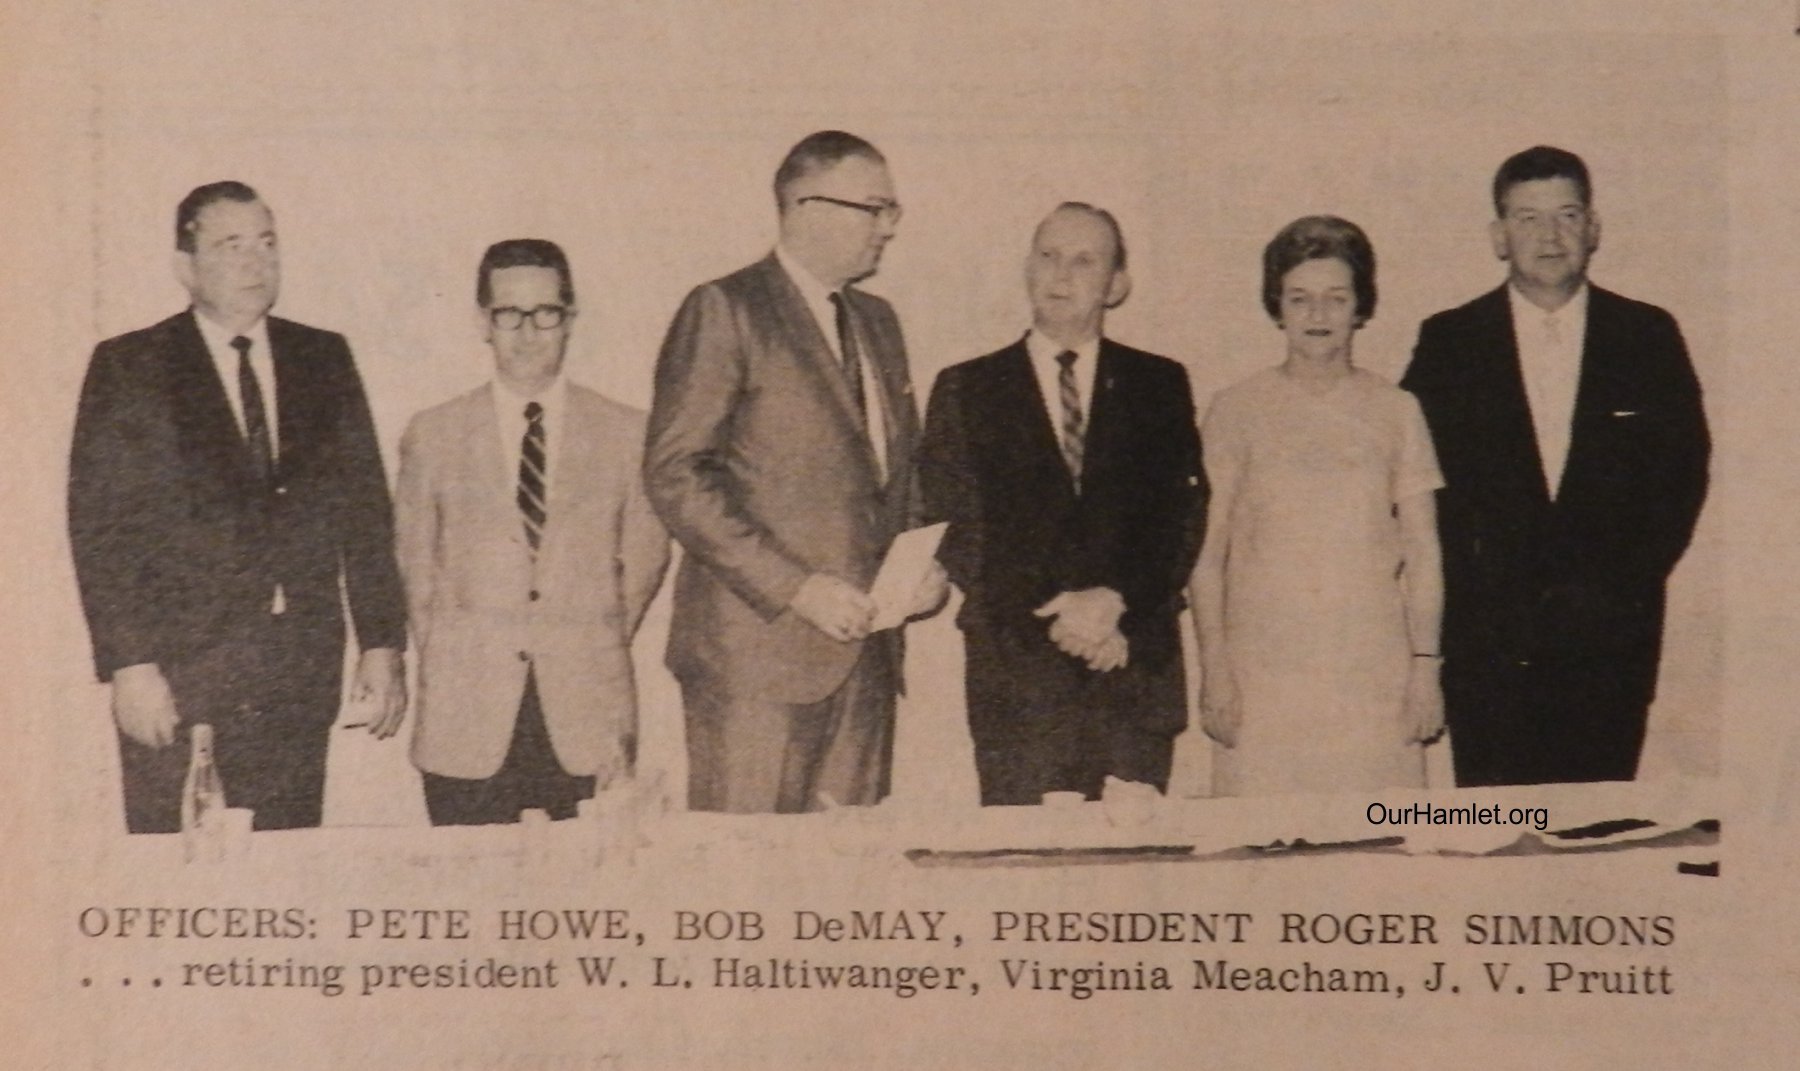 OurHamlet.org
OFFICERS: PETE HOWE, BOB DeMAY, PRESIDENT ROGER SIMMONS
. . . retiring president W. L. Haltiwanger, Virginia Meacham, J. V. Pruitt